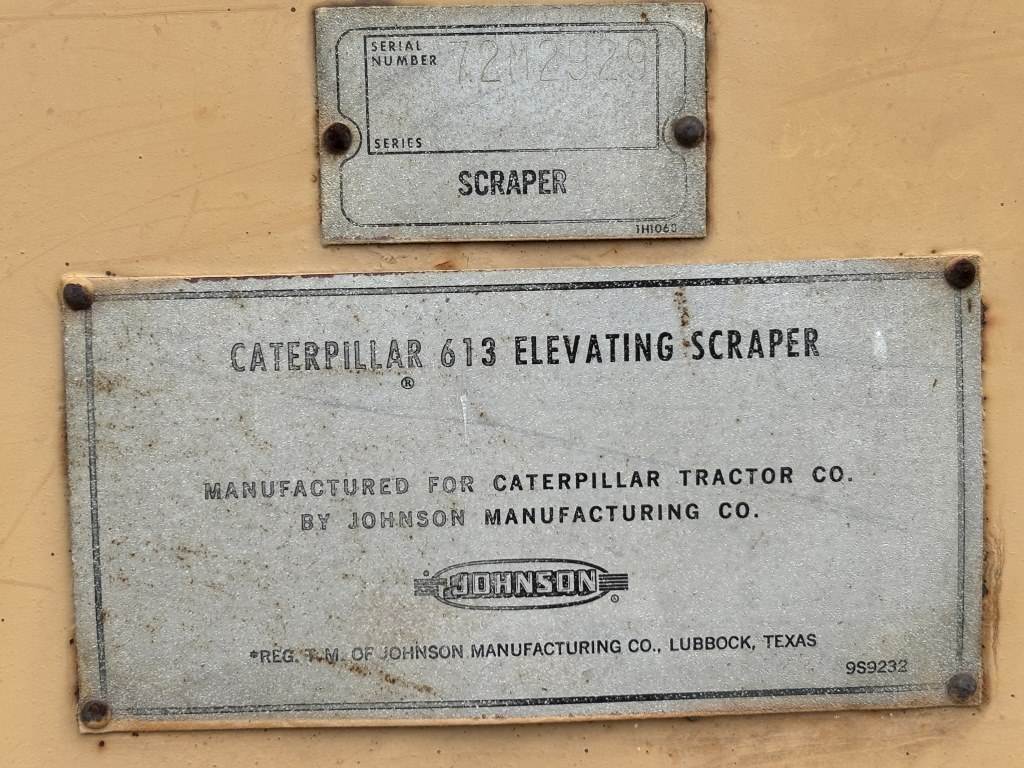 SERIAL
NUMBER 72M2929
SERIES
SCRAPER
1H1060
CATERPILLAR 613 ELEVATING SCRAPER
®
MANUFACTURED FOR CATERPILLAR TRACTOR CO.
BY JOHNSON MANUFACTURING CO.
JOHNSON
*REG. T.M. OF JOHNSON MANUFACTURING CO., LUBBOCK, TEXAS
9S9232